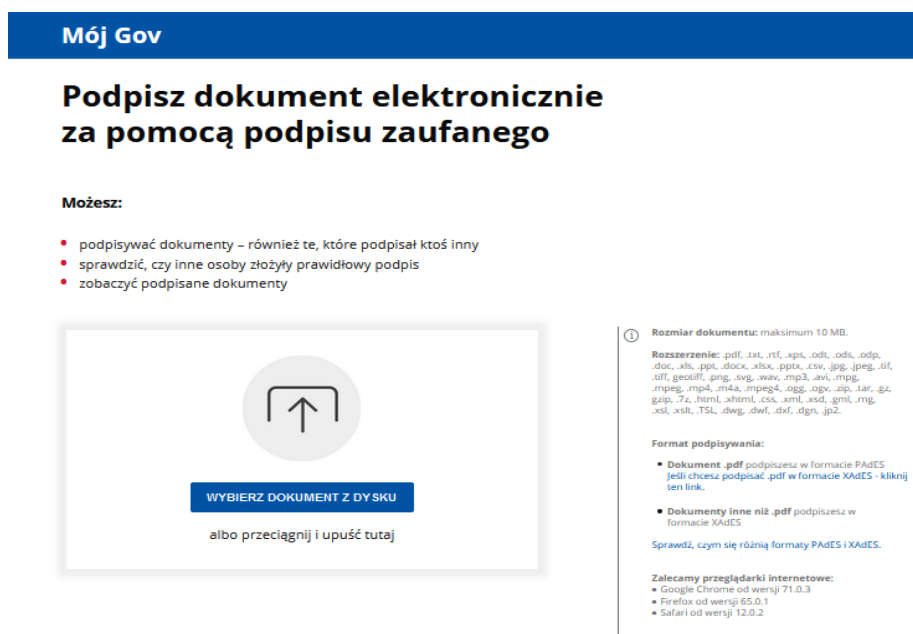 Mój Gov
Podpisz dokument elektronicznie
za pomocą podpisu zaufanego
Możesz:
• podpisywać dokumenty – również te, które podpisał ktoś inny
• sprawdzić, czy inne osoby złożyły prawidłowy podpis
• zobaczyć podpisane dokumenty
WYBIERZ DOKUMENT Z DYSKU
albo przeciągnij i upuść tutaj
Rozmiar dokumentu: maksimum 10 MB.
Rozszerzenie: .pdf, .txt, .rtf, .xps, .odt, .ods, .odp,
.doc, .xls, .ppt, .docx, .xlsx, .pptx, .csv, .jpg, .jpeg, .tif,
.tiff, geotiff, .png, .svg, .wav, .mp3, .avi, .mpg,
.mpeg, .mp4, .m4a, .mpeg4, .ogg, .ogv, .zip, .tar, .gz,
gzip, .7z, .html, .xhtml, .css, .xml, .xsd, .gml, .rng,
.xsl, .xslt, .TSL, .dwg, .dwf, .dxf, .dgn, .jp2.
Format podpisywania:
• Dokument .pdf podpiszesz w formacie PAdES
Jeśli chcesz podpisać .pdf w formacie XAdES - kliknij
ten link.
• Dokumenty inne niż .pdf podpiszesz w
formacie XAdES
Sprawdź, czym się różnią formaty PAdES i XAdES.
Zalecamy przeglądarki internetowe:
• Google Chrome od wersji 71.0.3
• Firefox od wersji 65.0.1
• Safari od wersji 12.0.2